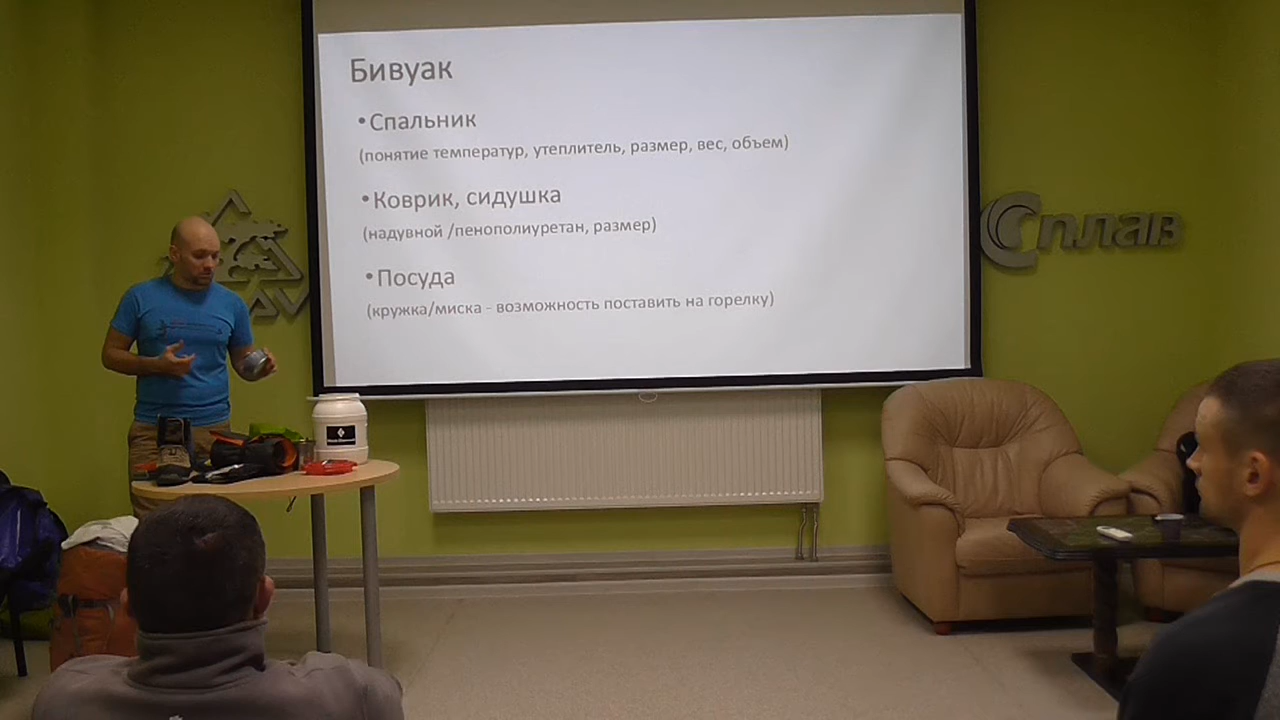 Бивуак
•Спальник
(понятие температур, утеплитель, размер, вес, объем)
•Коврик, сидушка
(надувной /пенополиуретан, размер)
•Посуда
(кружка/миска - возможность поставить на горелку)
Сплав